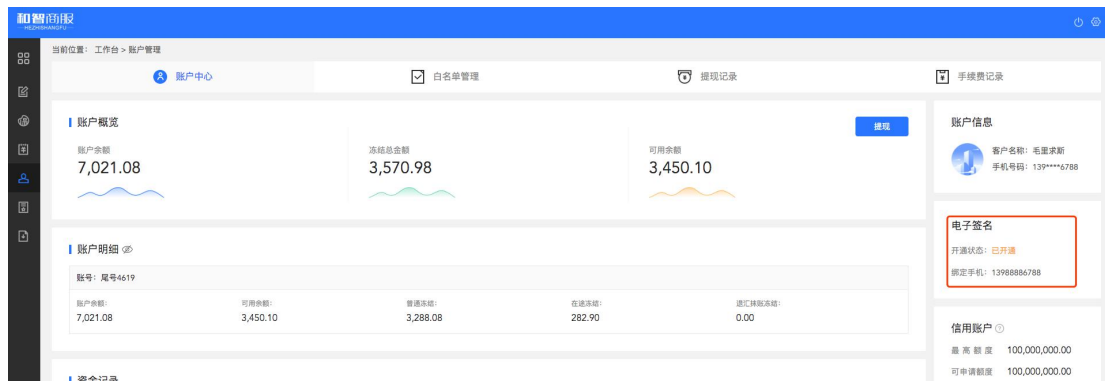 和智商服
HEZHISHANGFU
当前位置: 工作台 > 账户管理
账户中心
白名单管理
提现记录
手续费记录
账户概览
提现
账户余额
7,021.08
冻结总金额
3,570.98
可用余额
3,450.10
账户明细
账号: 尾号4619
账户余额:
7,021.08
可用余额:
3,450.10
普通冻结:
3,288.08
在途冻结:
282.90
退汇抹账冻结:
0.00
资金记录
账户信息
客户名称: 毛里求斯
手机号码: 139****6788
电子签名
开通状态: 已开通
绑定手机: 13988886788
信用账户
最高额度 100,000,000.00
可申请额度 100,000,000.00